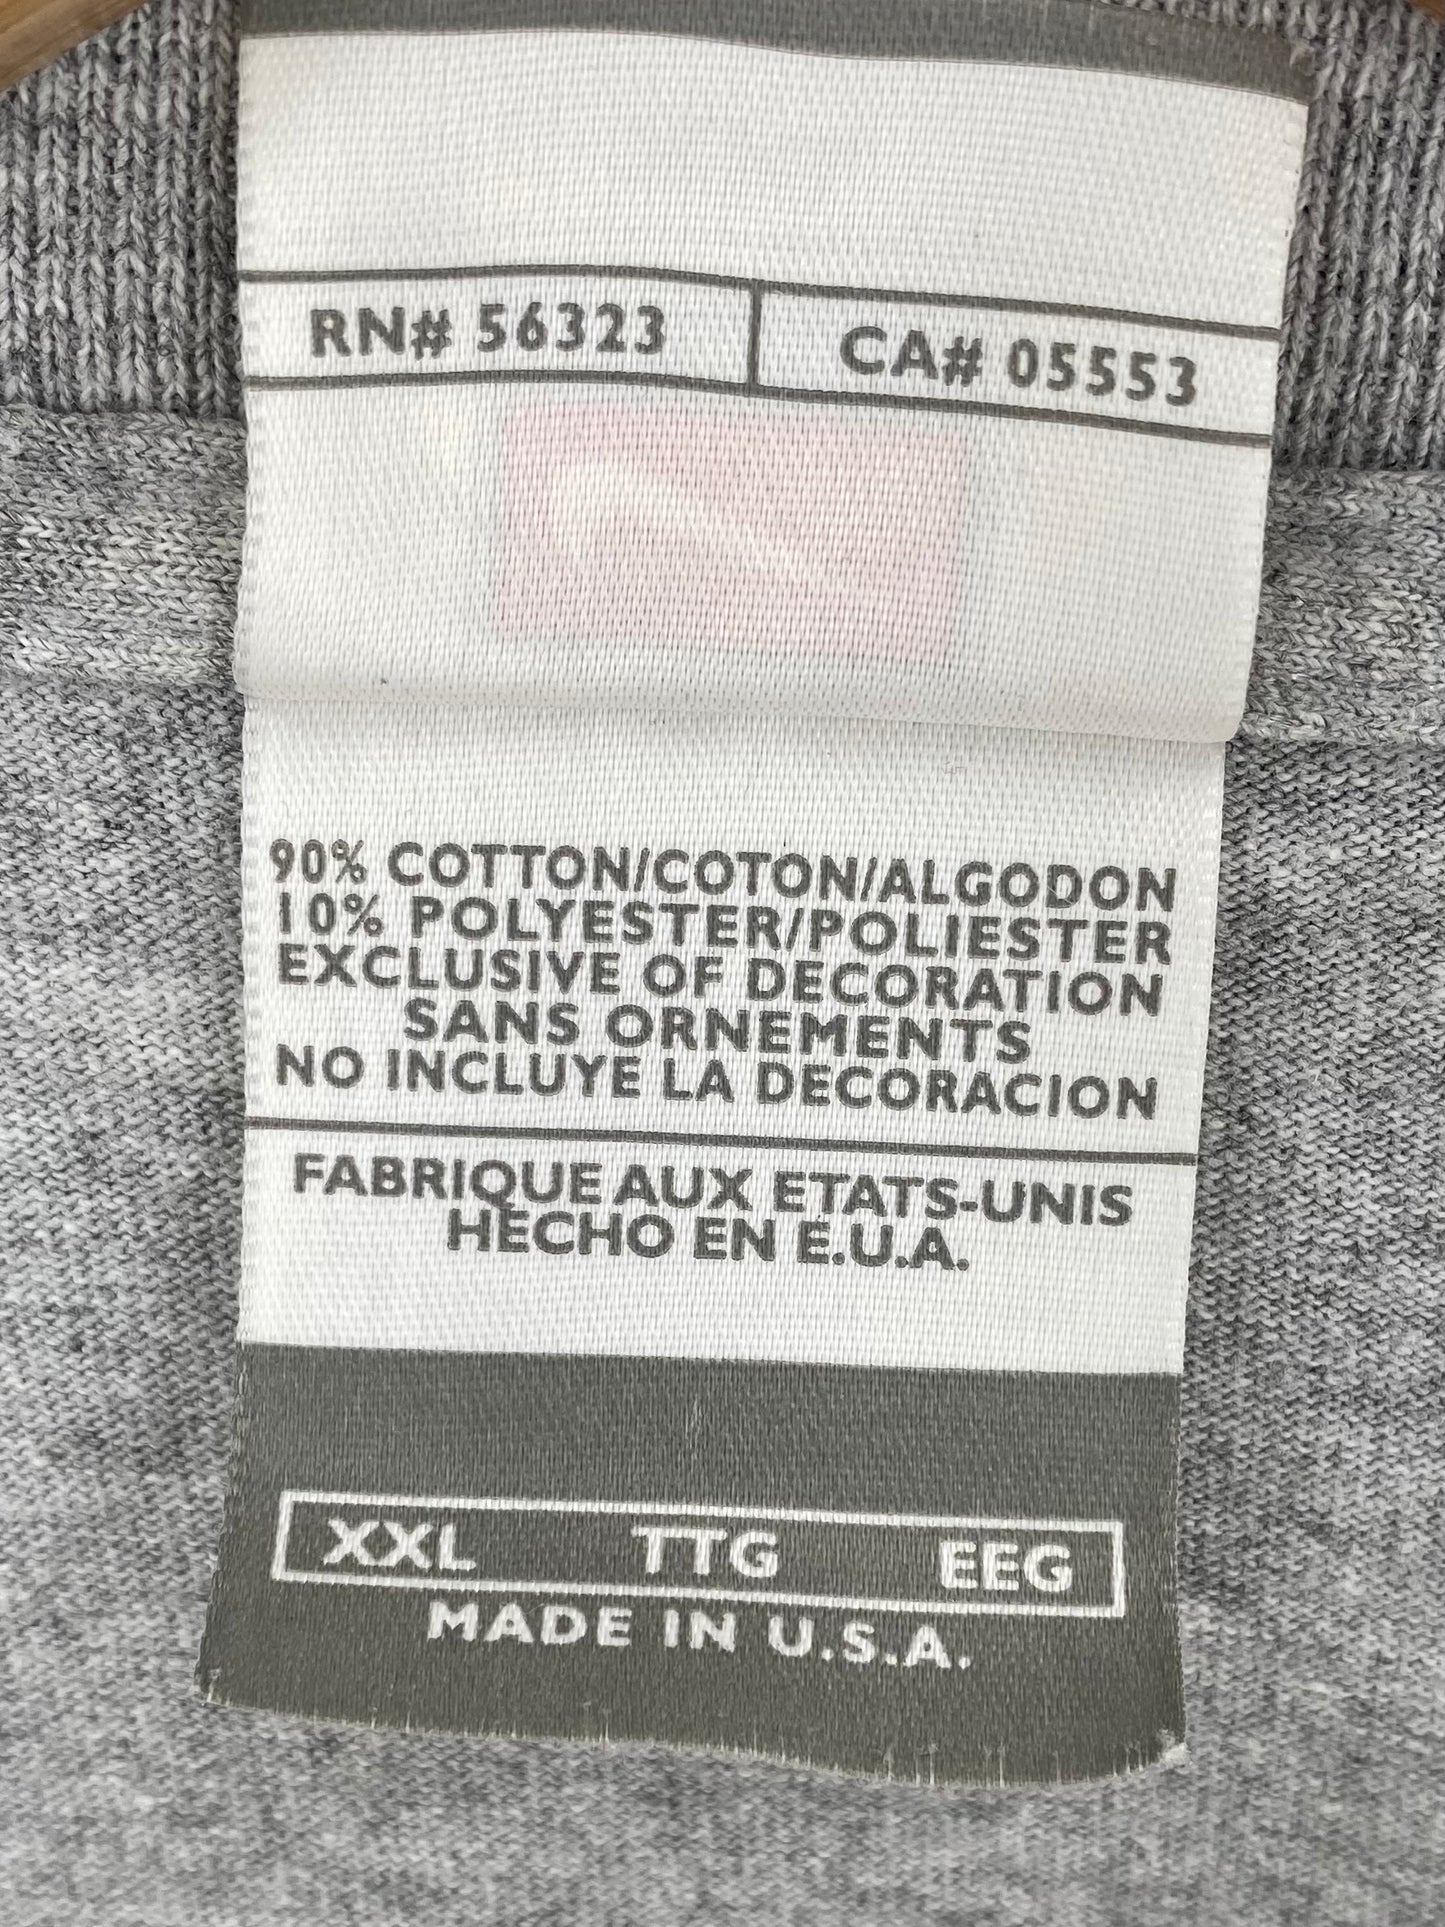 RN# 56323 CA# 05553
90% COTTON/COTON/ALGODON
10% POLYESTER/POLIESTER
EXCLUSIVE OF DECORATION
SANS ORNEMENTS
NO INCLUYE LA DECORACION
FABRIQUE AUX ETATS-UNIS
HECHO EN E.U.A.
XXL TTG EEG
MADE IN U.S.A.